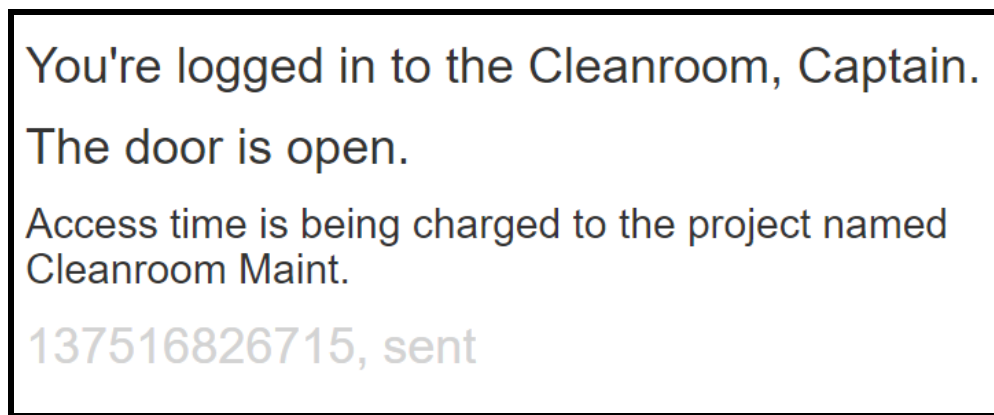 You're logged in to the Cleanroom, Captain.
The door is open.
Access time is being charged to the project named
Cleanroom Maint.
137516826715, sent